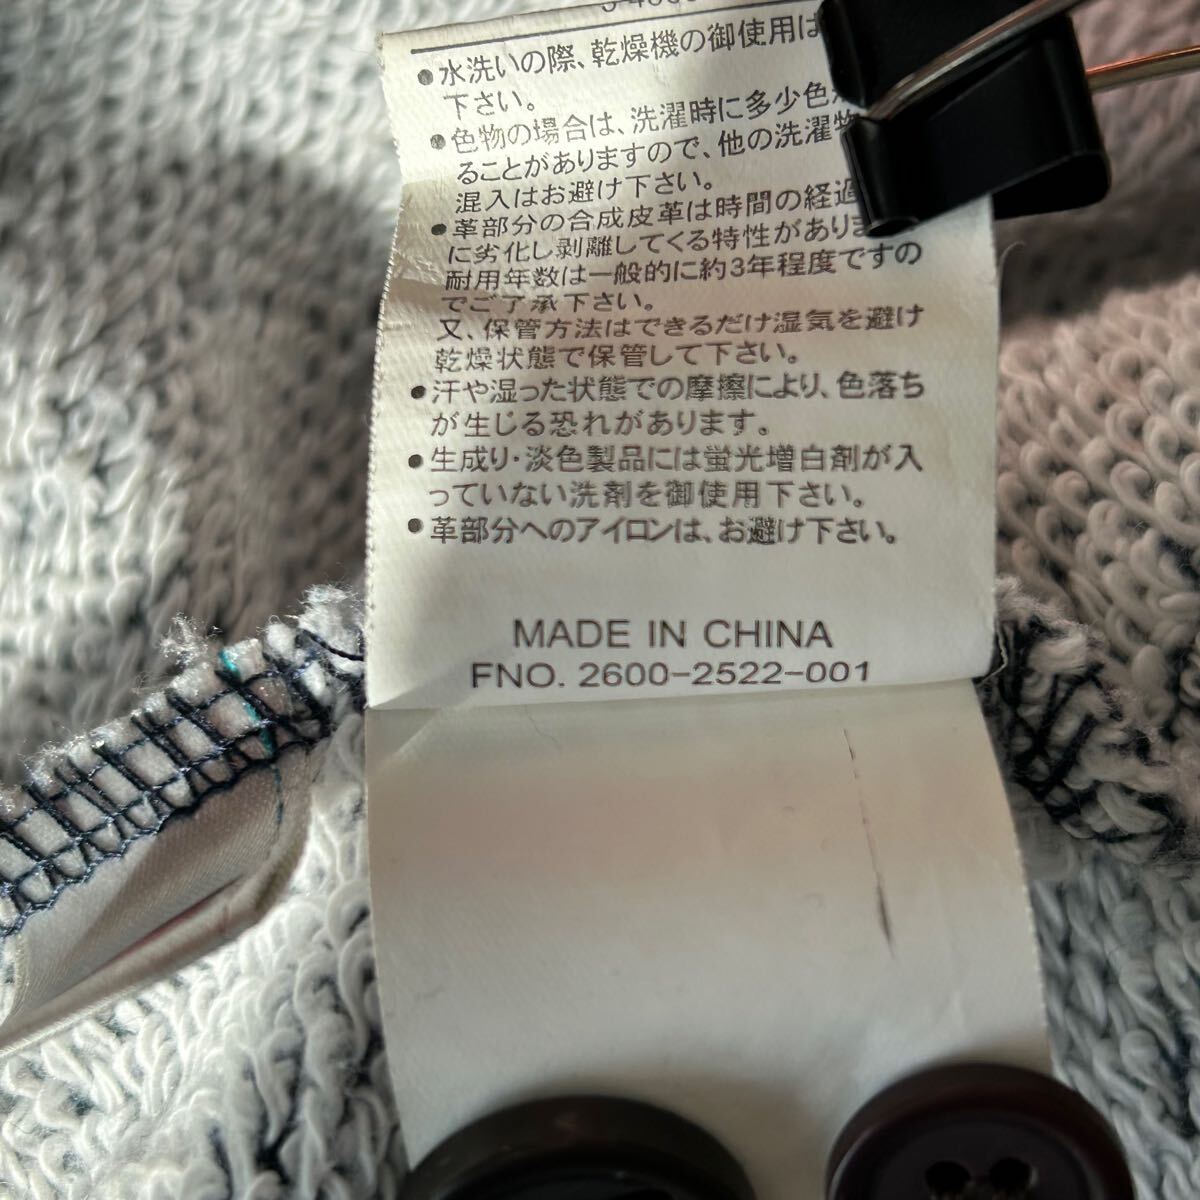 ●水洗いの際、乾燥機の御使用は
下さい。
●色物の場合は、洗濯時に多少色
ることがありますので、他の洗濯物
混入はお避け下さい。
●革部分の合成皮革は時間の経過
に劣化し剥離してくる特性がありま
耐用年数は一般的に約3年程度ですの
でご了承下さい。
又、保管方法はできるだけ湿気を避け
乾燥状態で保管して下さい。
●汗や湿った状態での摩擦により、色落ち
が生じる恐れがあります。
●生成り・淡色製品には蛍光増白剤が入
っていない洗剤を御使用下さい。
●革部分へのアイロンは、お避け下さい。
MADE IN CHINA
FNO. 2600-2522-001